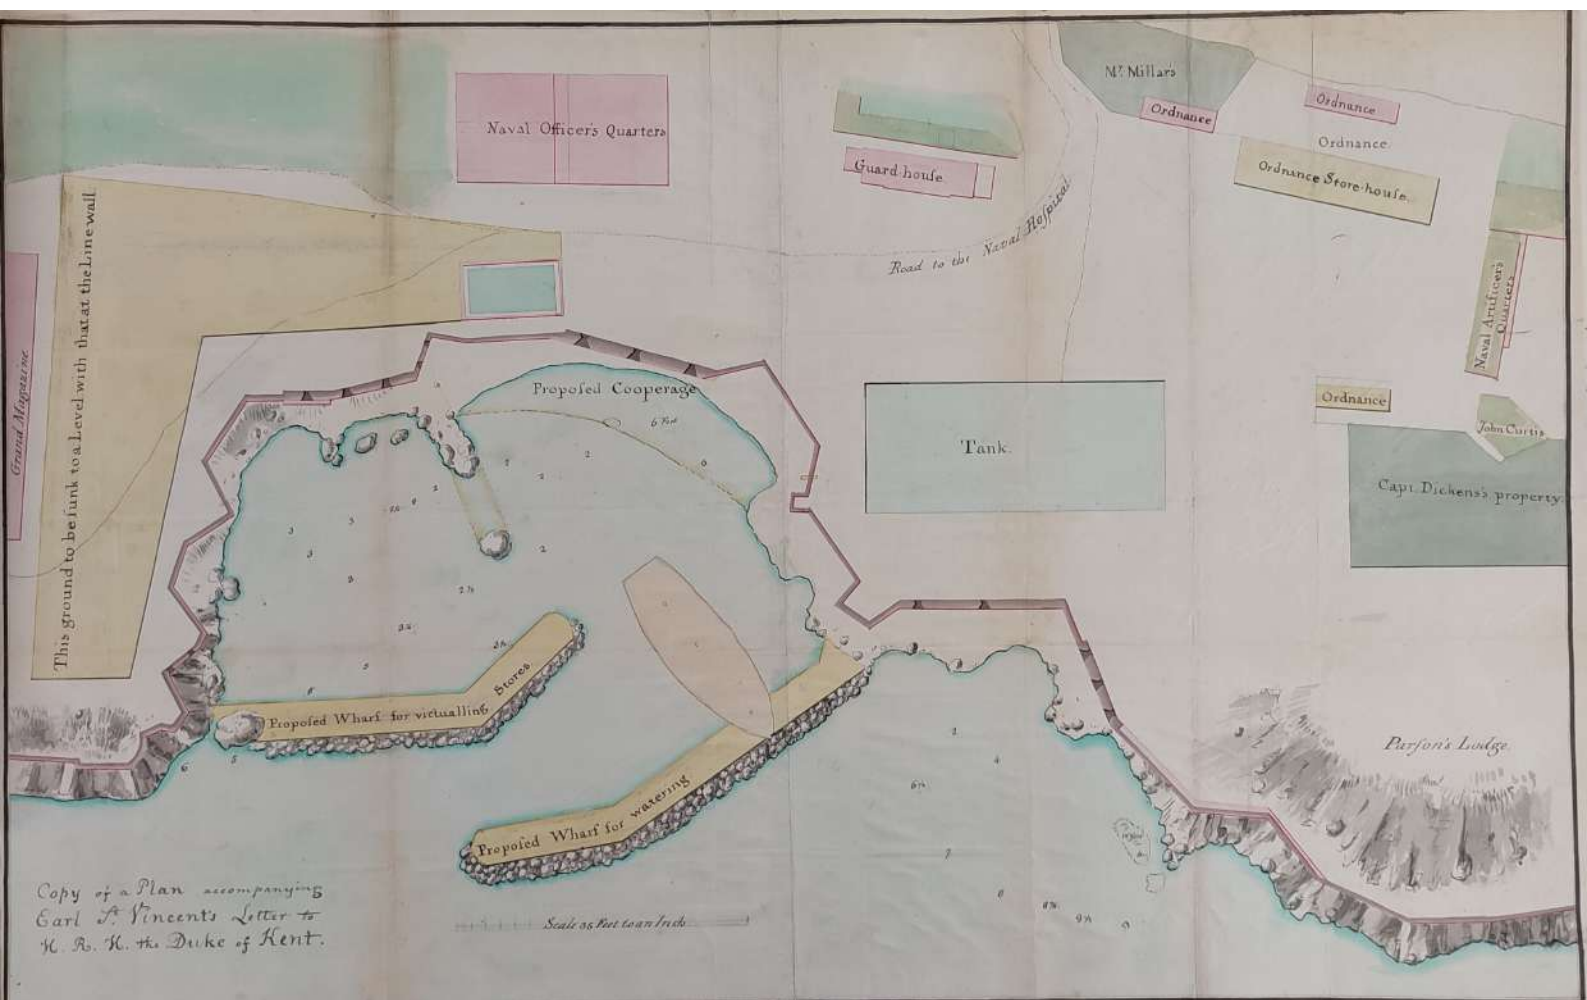 Mr. Millar's
Ordnance
Ordnance
Ordnance
Ordnance Store-houſe.
Naval Officer's Quarters
Guard-houſe
Road to the Naval Hoſpital
Naval Artificer's
Quarters
Grand Magazine
This ground to be ſunk to a Level with that at the Line wall
Propoſed Cooperage
6 Feet
Tank.
Ordnance
John Curtis
Capt. Dickens's property.
Propoſed Wharf for victualling Stores
Propoſed Wharf for watering
Parſon's Lodge.
Copy of a Plan accompanying
Earl St. Vincent's Letter to
H. R. H. the Duke of Kent.
Feet to an Inch